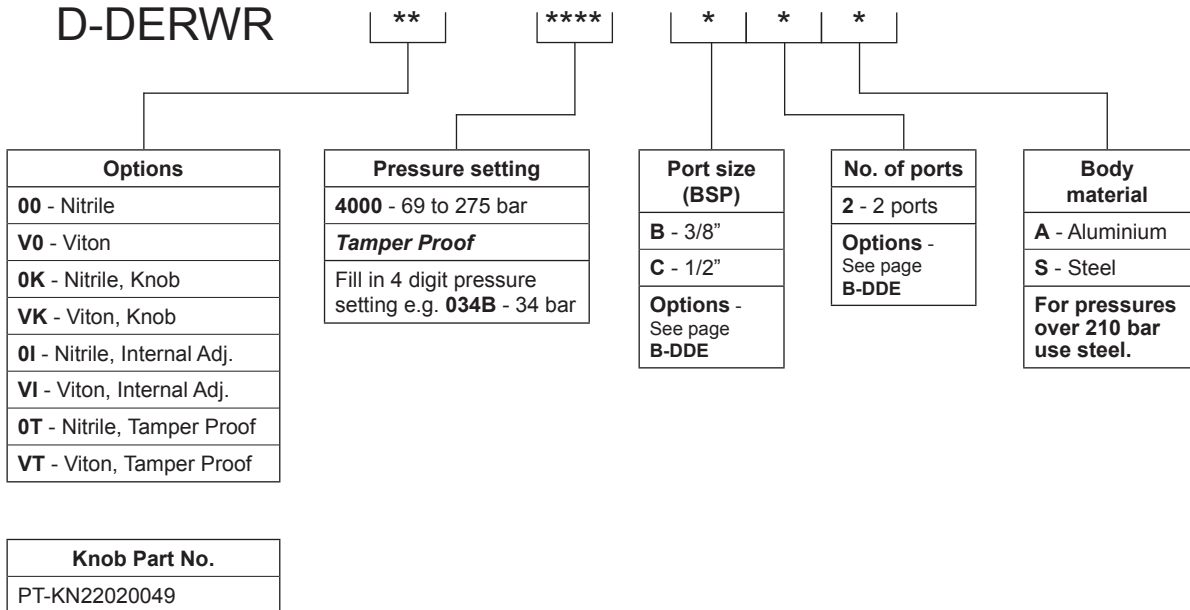 D-DERWR ** **** * * *
Options
00 - Nitrile
V0 - Viton
0K - Nitrile, Knob
VK - Viton, Knob
0I - Nitrile, Internal Adj.
VI - Viton, Internal Adj.
0T - Nitrile, Tamper Proof
VT - Viton, Tamper Proof
Pressure setting
4000 - 69 to 275 bar
Tamper Proof
Fill in 4 digit pressure
setting e.g. 034B - 34 bar
Port size
(BSP)
B - 3/8”
C - 1/2”
Options -
See page
B-DDE
No. of ports
2 - 2 ports
Options -
See page
B-DDE
Body
material
A - Aluminium
S - Steel
For pressures
over 210 bar
use steel.
Knob Part No.
PT-KN22020049